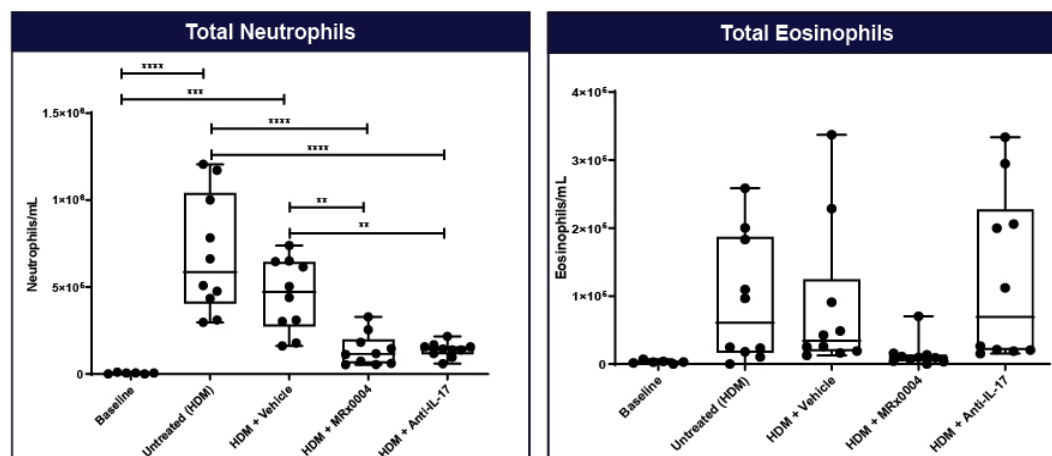 Total Neutrophils
****
***
****
****
**
**
1.5×10⁶
1×10⁶
5×10⁵
0
Neutrophils/mL
Baseline
Untreated (HDM)
HDM + Vehicle
HDM + MRx0004
HDM + Anti-IL-17
Total Eosinophils
4×10⁵
3×10⁵
2×10⁵
1×10⁵
0
Eosinophils/mL
Baseline
Untreated (HDM)
HDM + Vehicle
HDM + MRx0004
HDM + Anti-IL-17